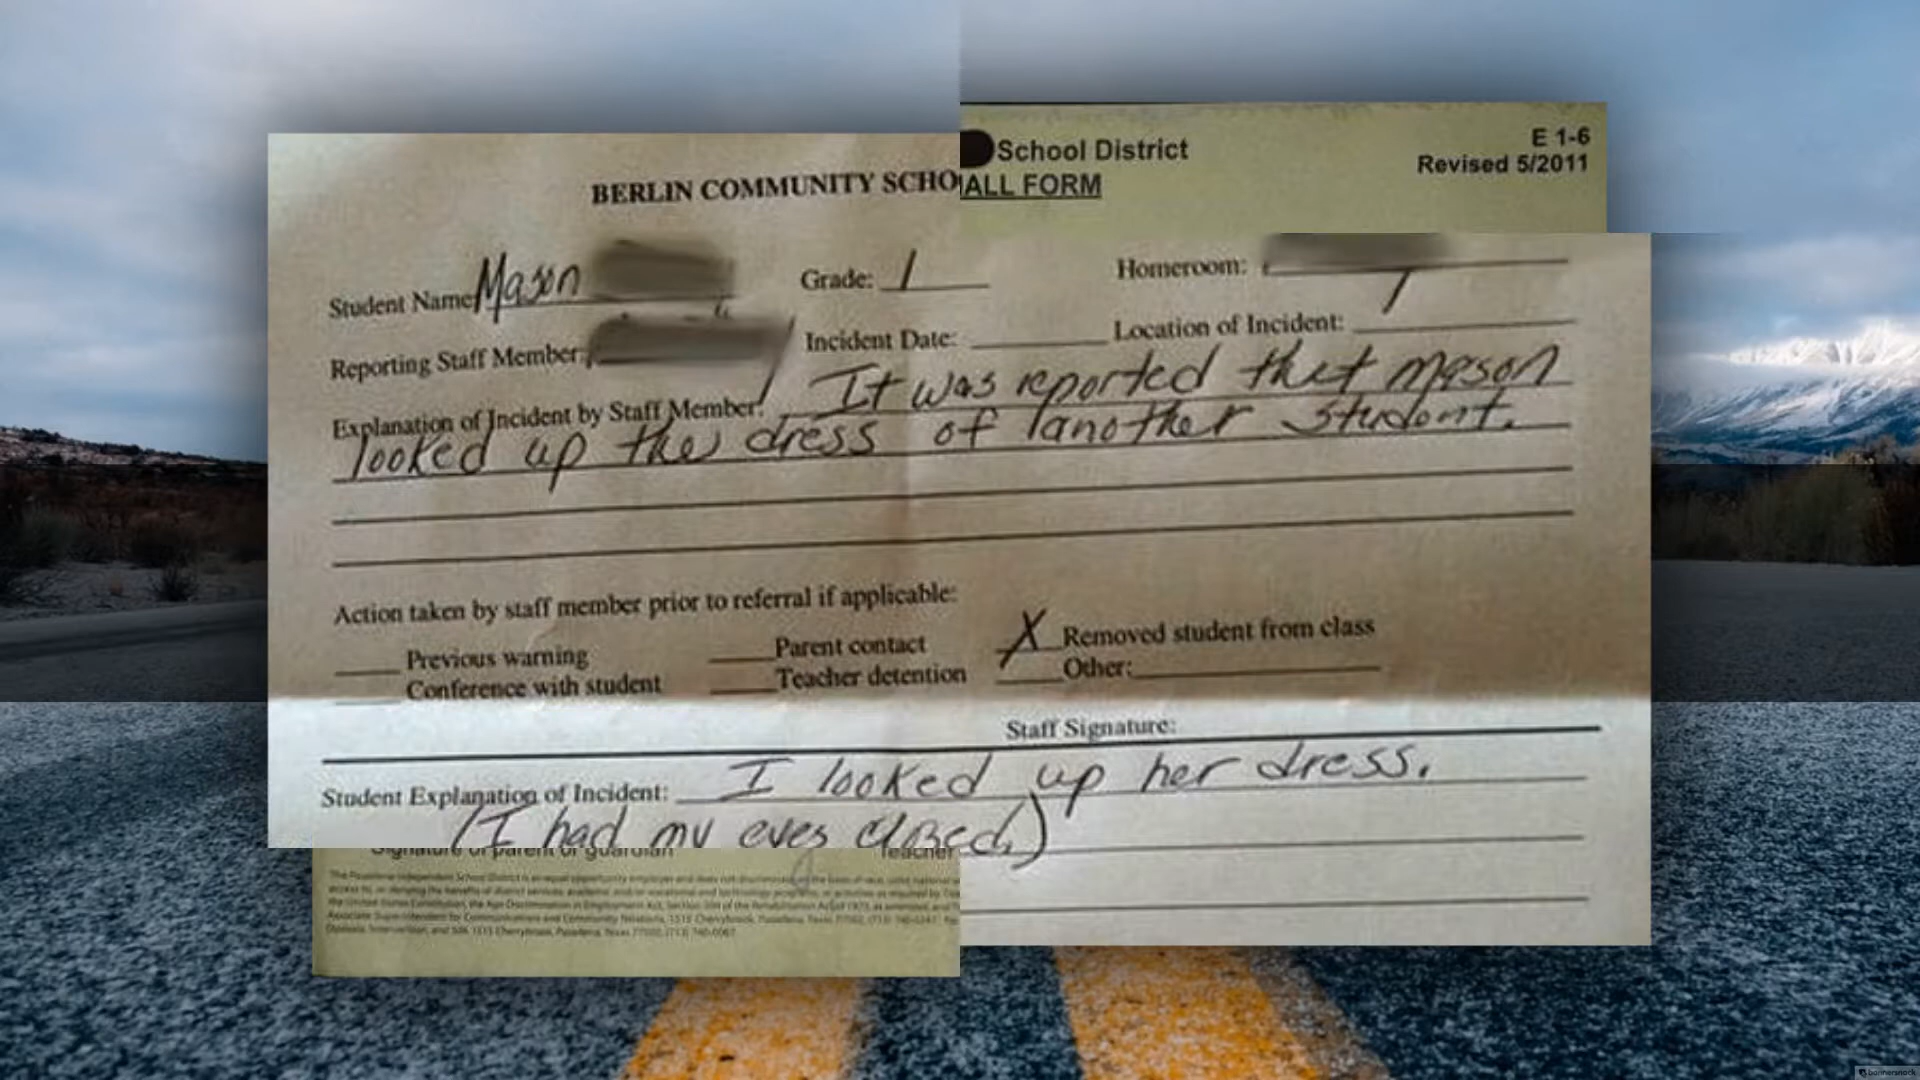 School District
E 1-6
ALL FORM
Revised 5/2011
BERLIN COMMUNITY SCHO
Student Name: Mason Grade: 1 Homeroom:
Reporting Staff Member: Incident Date: Location of Incident:
Explanation of Incident by Staff Member: It was reported that mason
looked up the dress of another student.
Action taken by staff member prior to referral if applicable:
Previous warning Parent contact X Removed student from class
Conference with student Teacher detention Other:
Staff Signature:
Student Explanation of Incident: I looked up her dress.
(I had my eyes closed.)
Signature of parent or guardian Teacher
bannersnack